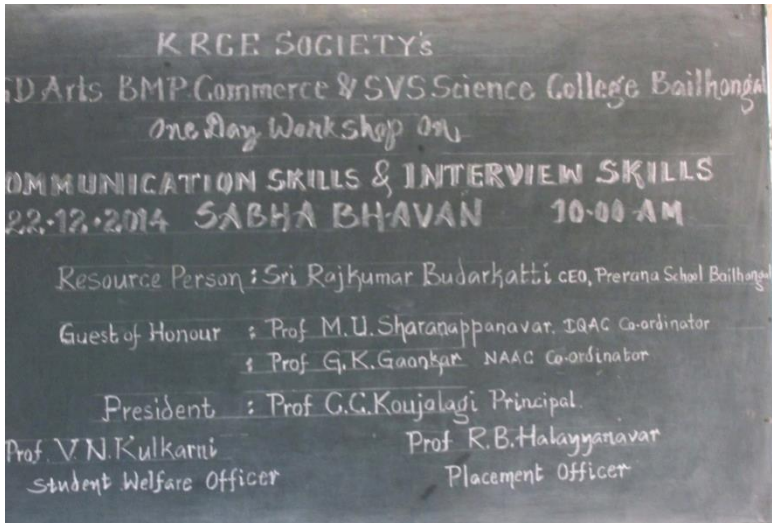 KRCE SOCIETY's
D Arts BMP Commerce & SVS Science College Bailhongal
One Day Workshop On
OMMUNICATION SKILLS & INTERVIEW SKILLS
22.12.2014 SABHA BHAVAN 10.00 AM
Resource Person : Sri Rajkumar Budarkatti CEO, Prerana School Bailhongal
Guest of Honour : Prof M.U.Sharanappanavar, IQAC Co-ordinator
: Prof G.K.Gaonkar NAAC Co-ordinator
President : Prof C.G.Koujalagi Principal.
Prof V.N.Kulkarni Prof R.B.Halayyanavar
Student Welfare Officer Placement Officer